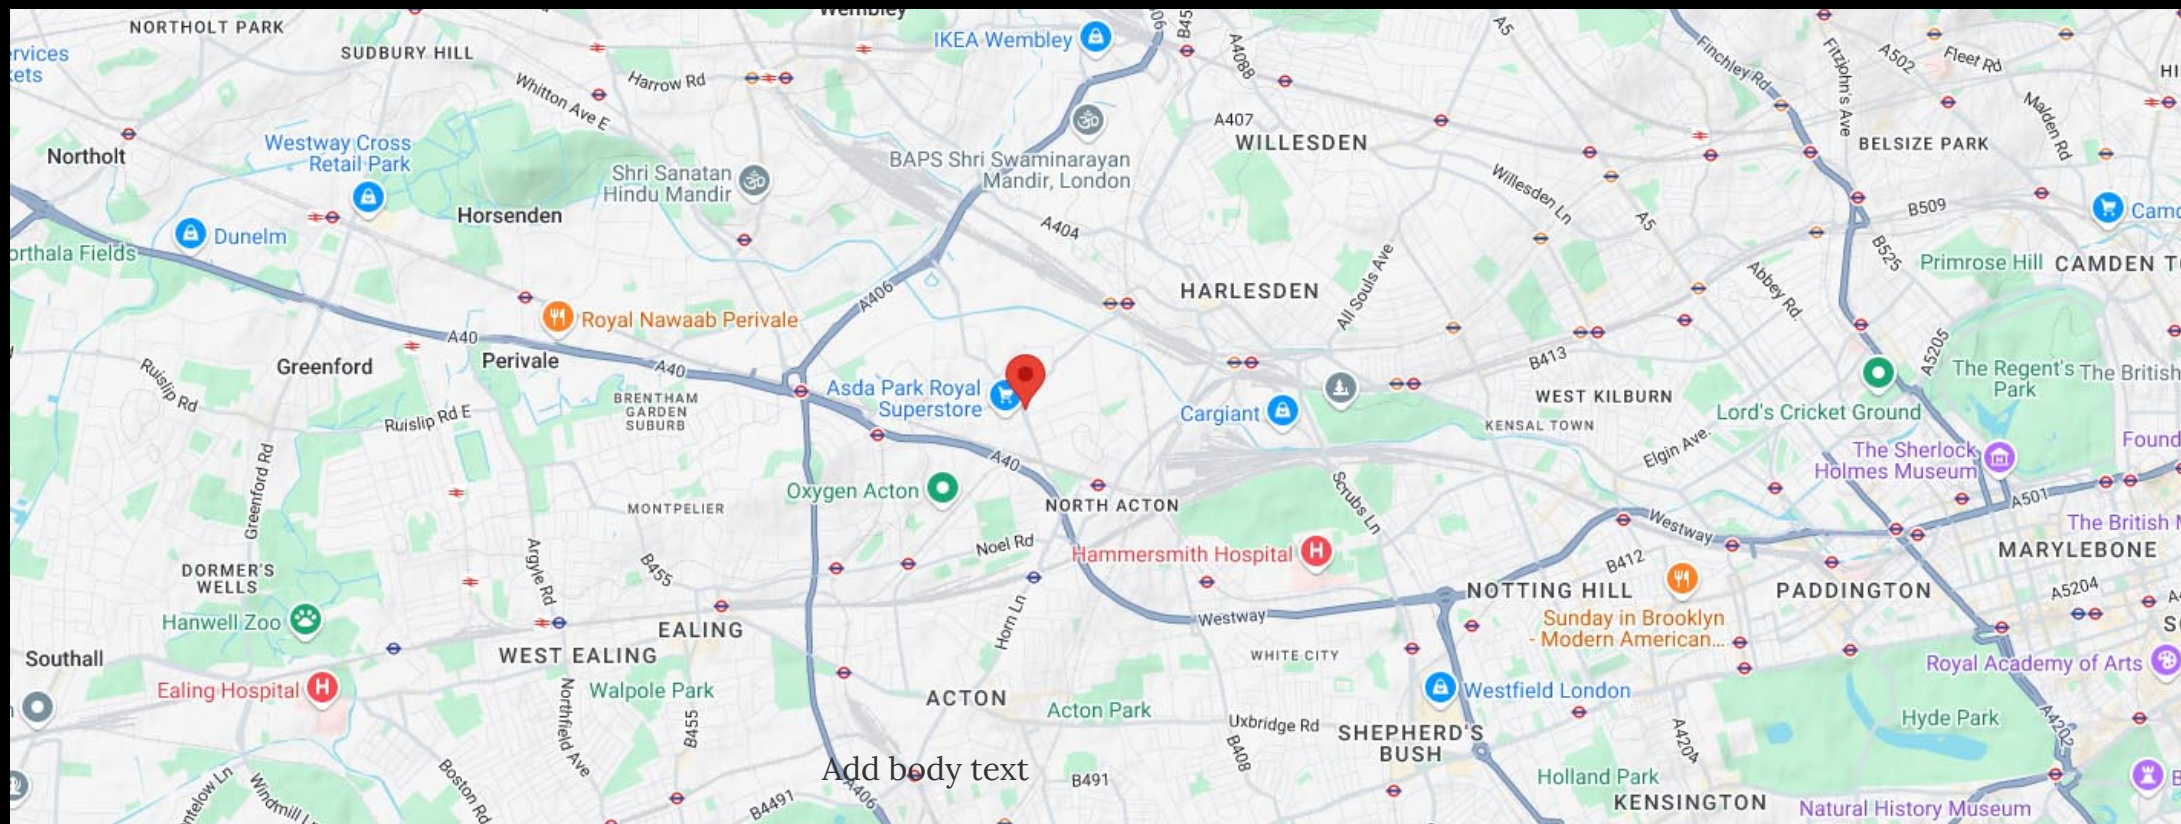 Wembley
NORTHOLT PARK
SUDBURY HILL
IKEA Wembley
A4088
A5
Finchley Rd
Fitzjohn's Ave
A502
Fleet Rd
Whitton Ave E
Harrow Rd
Malden Rd
A407
WILLESDEN
BELSIZE PARK
Westway Cross
Retail Park
Northolt
BAPS Shri Swaminarayan
Mandir, London
Shri Sanatan
Hindu Mandir
Willesden Ln
A5
B509
Horsenden
A404
Dunelm
B525
Primrose Hill
All Souls Ave
Abbey Rd.
HARLESDEN
A406
Royal Nawaab Perivale
A40
A5205
Perivale
Greenford
A40
B413
The Regent's
Park
The British
Ruislip Rd
Asda Park Royal
Superstore
BRENTHAM
GARDEN
SUBURB
WEST KILBURN
Cargiant
Lord's Cricket Ground
Ruislip Rd E
KENSAL TOWN
Elgin Ave.
The Sherlock
Holmes Museum
A40
Greenford Rd
Oxygen Acton
Scrubs Ln
A501
MONTPELIER
NORTH ACTON
Westway
The British
Noel Rd
Hammersmith Hospital
MARYLEBONE
B412
Argyle Rd
B455
DORMER'S
WELLS
NOTTING HILL
PADDINGTON
A5204
Hanwell Zoo
Westway
Sunday in Brooklyn
- Modern American...
EALING
Horn Ln
Southall
WEST EALING
WHITE CITY
Royal Academy of Arts
Ealing Hospital
Walpole Park
Westfield London
ACTON
Acton Park
Hyde Park
Northfield Ave
B455
Uxbridge Rd
SHEPHERD'S
BUSH
B408
A4202
Add body text
B491
Holland Park
KENSINGTON
Natural History Museum
Boston Rd
B4491
A406